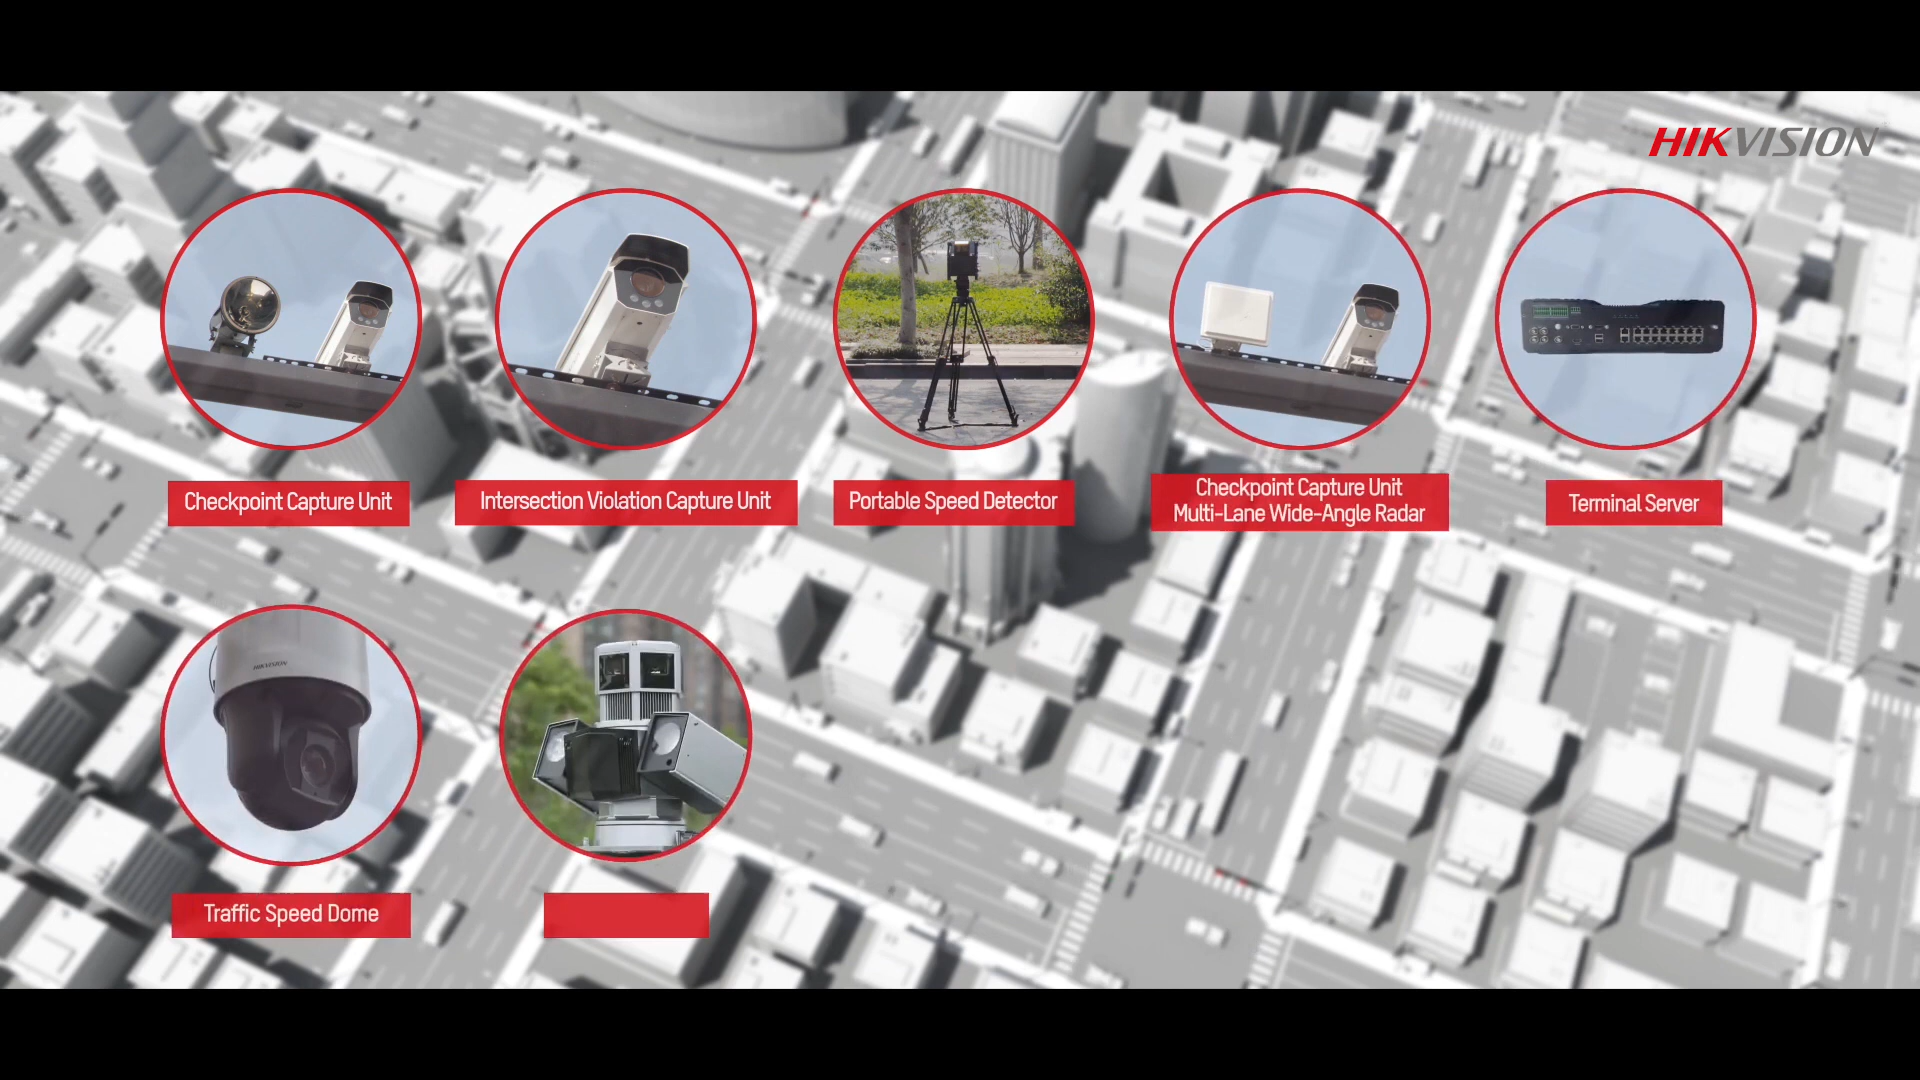 HIKVISION
Checkpoint Capture Unit
Intersection Violation Capture Unit
Portable Speed Detector
Checkpoint Capture Unit
Multi-Lane Wide-Angle Radar
Terminal Server
HIKVISION
Traffic Speed Dome